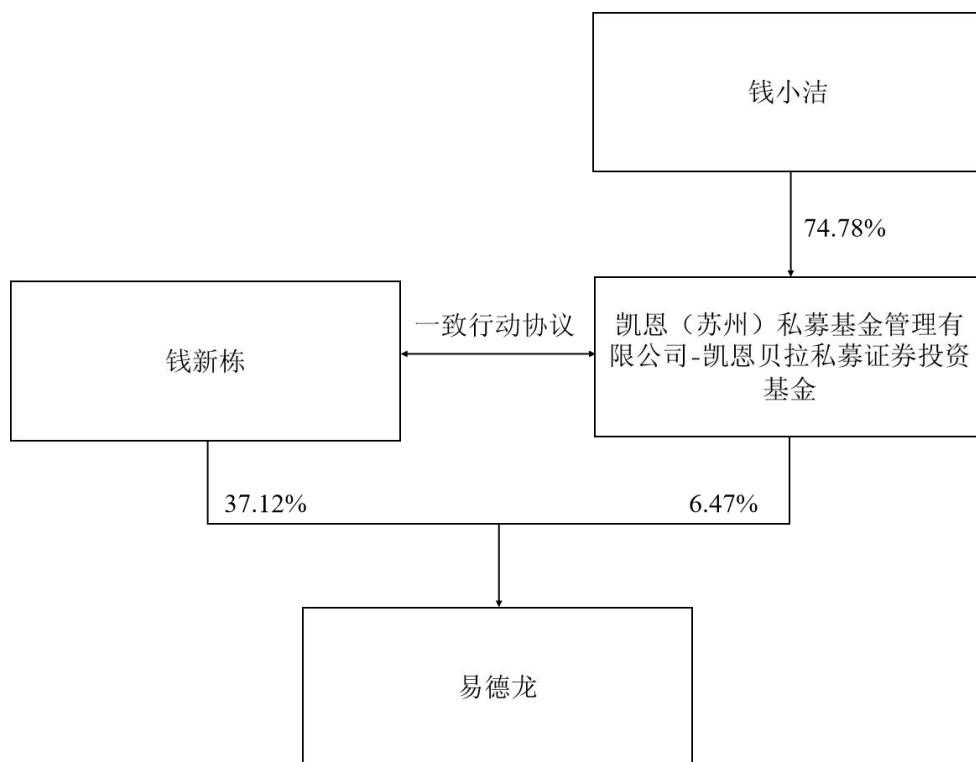 钱小洁
74.78%
钱新栋
一致行动协议
凯恩（苏州）私募基金管理有
限公司-凯恩贝拉私募证券投资
基金
37.12%
6.47%
易德龙